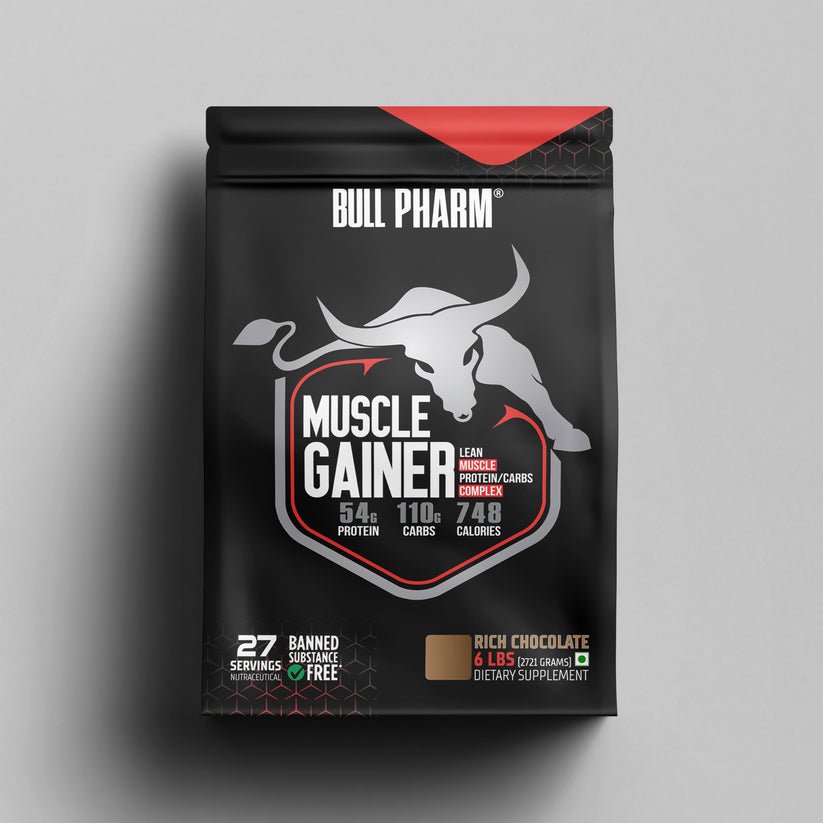 BULL PHARM®
MUSCLE
GAINER
LEAN
MUSCLE
PROTEIN/CARBS
COMPLEX
54G
PROTEIN
110G
CARBS
748
CALORIES
27
SERVINGS
NUTRACEUTICAL
BANNED
SUBSTANCE
FREE*
RICH CHOCOLATE
6 LBS (2721 GRAMS)
DIETARY SUPPLEMENT